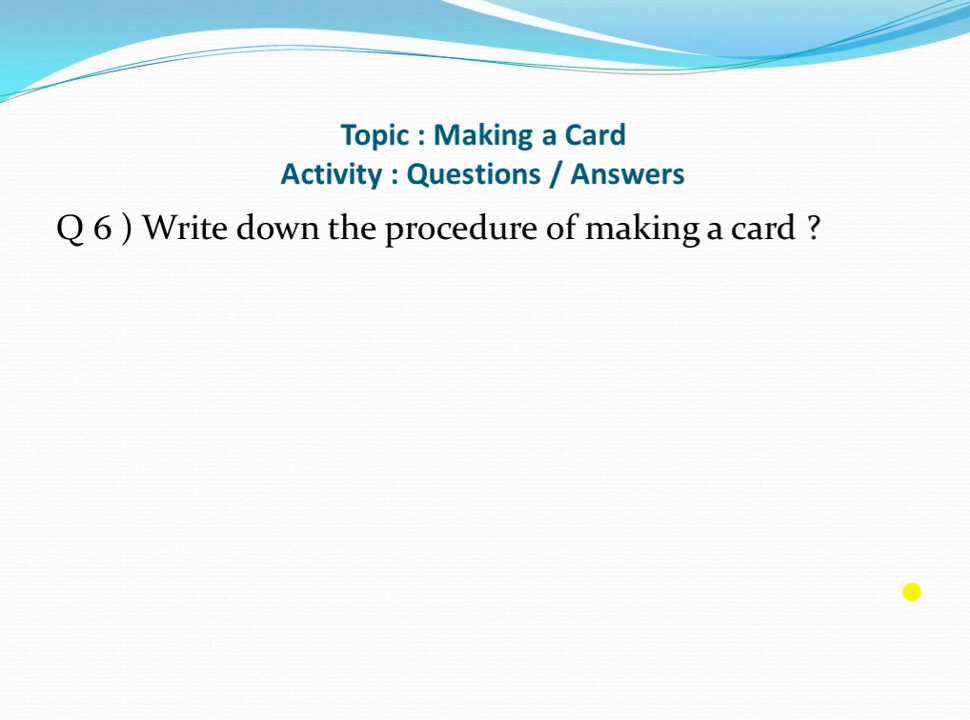 Topic : Making a Card
Activity : Questions / Answers
Q 6 ) Write down the procedure of making a card ?